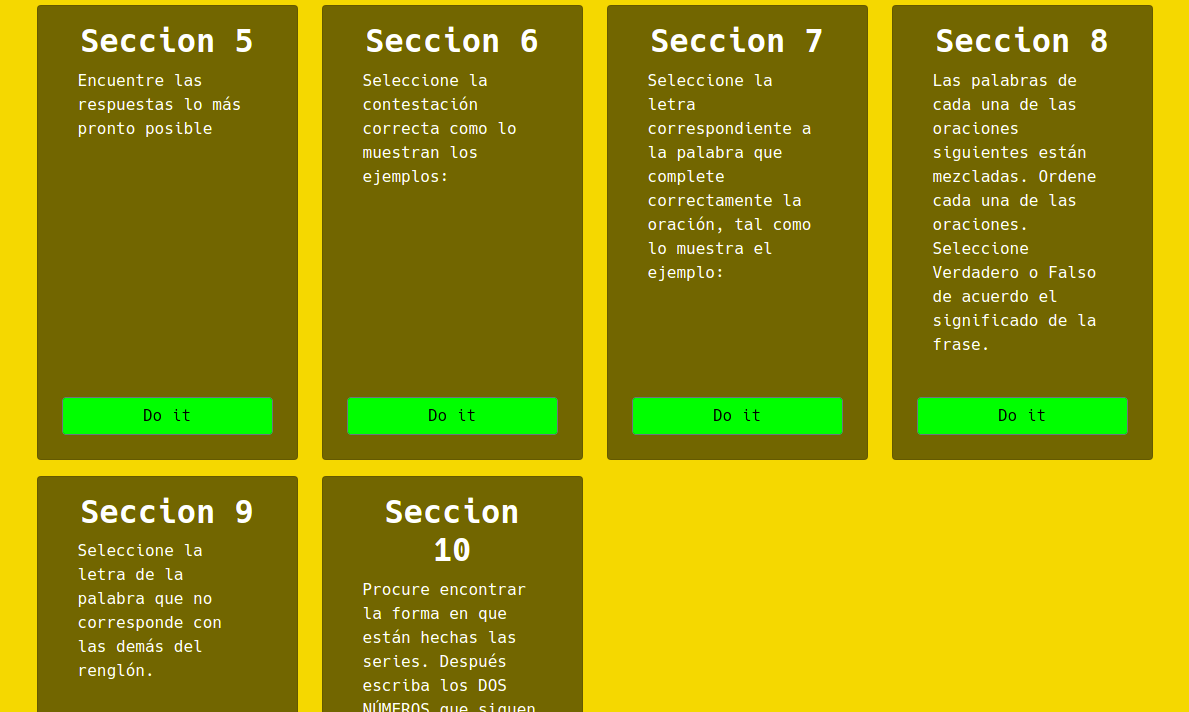 Seccion 5
Encuentre las
respuestas lo más
pronto posible
Do it
Seccion 6
Seleccione la
contestación
correcta como lo
muestran los
ejemplos:
Do it
Seccion 7
Seleccione la
letra
correspondiente a
la palabra que
complete
correctamente la
oración, tal como
lo muestra el
ejemplo:
Do it
Seccion 8
Las palabras de
cada una de las
oraciones
siguientes están
mezcladas. Ordene
cada una de las
oraciones.
Seleccione
Verdadero o Falso
de acuerdo el
significado de la
frase.
Do it
Seccion 9
Seleccione la
letra de la
palabra que no
corresponde con
las demás del
renglón.
Seccion
10
Procure encontrar
la forma en que
están hechas las
series. Después
escriba los DOS
NÚMEROS que siguen